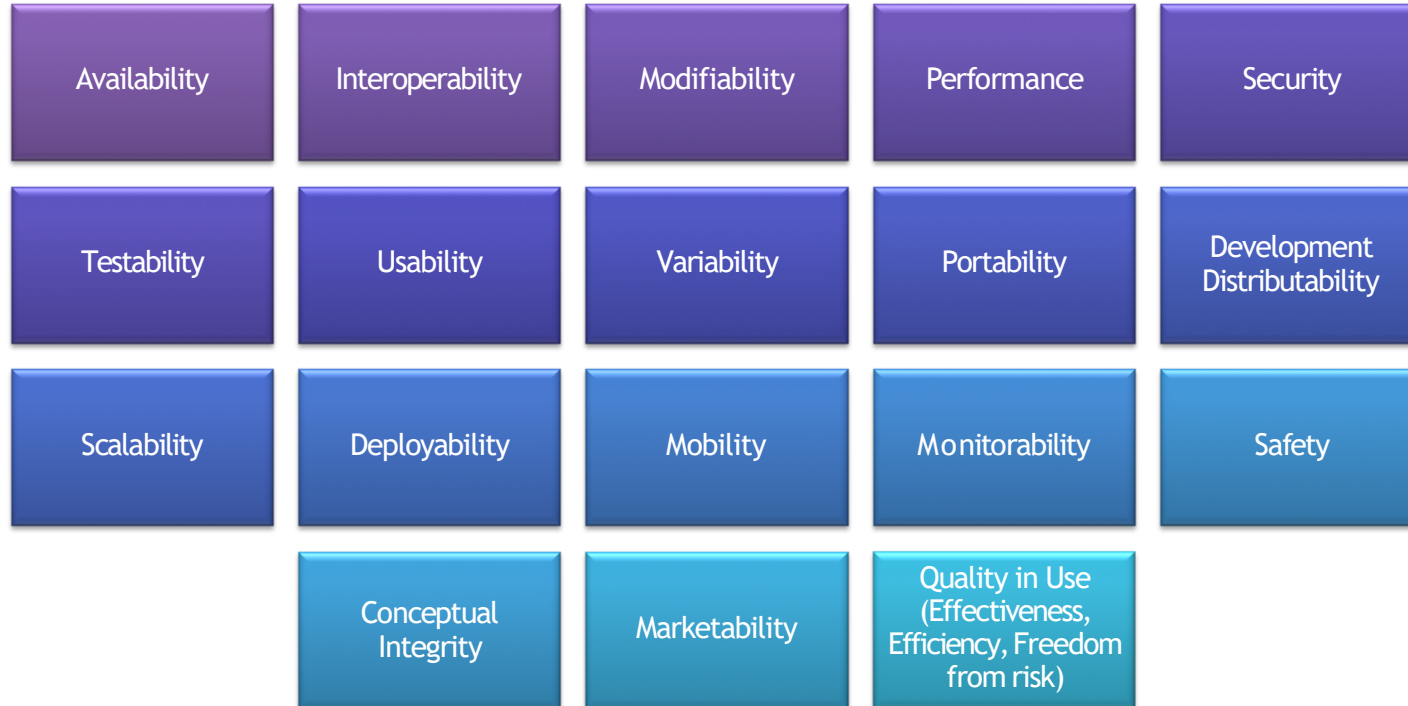 Availability
Interoperability
Modifiability
Performance
Security
Testability
Usability
Variability
Portability
Development
Distributability
Scalability
Deployability
Mobility
Monitorability
Safety
Conceptual
Integrity
Marketability
Quality in Use
(Effectiveness,
Efficiency, Freedom
from risk)